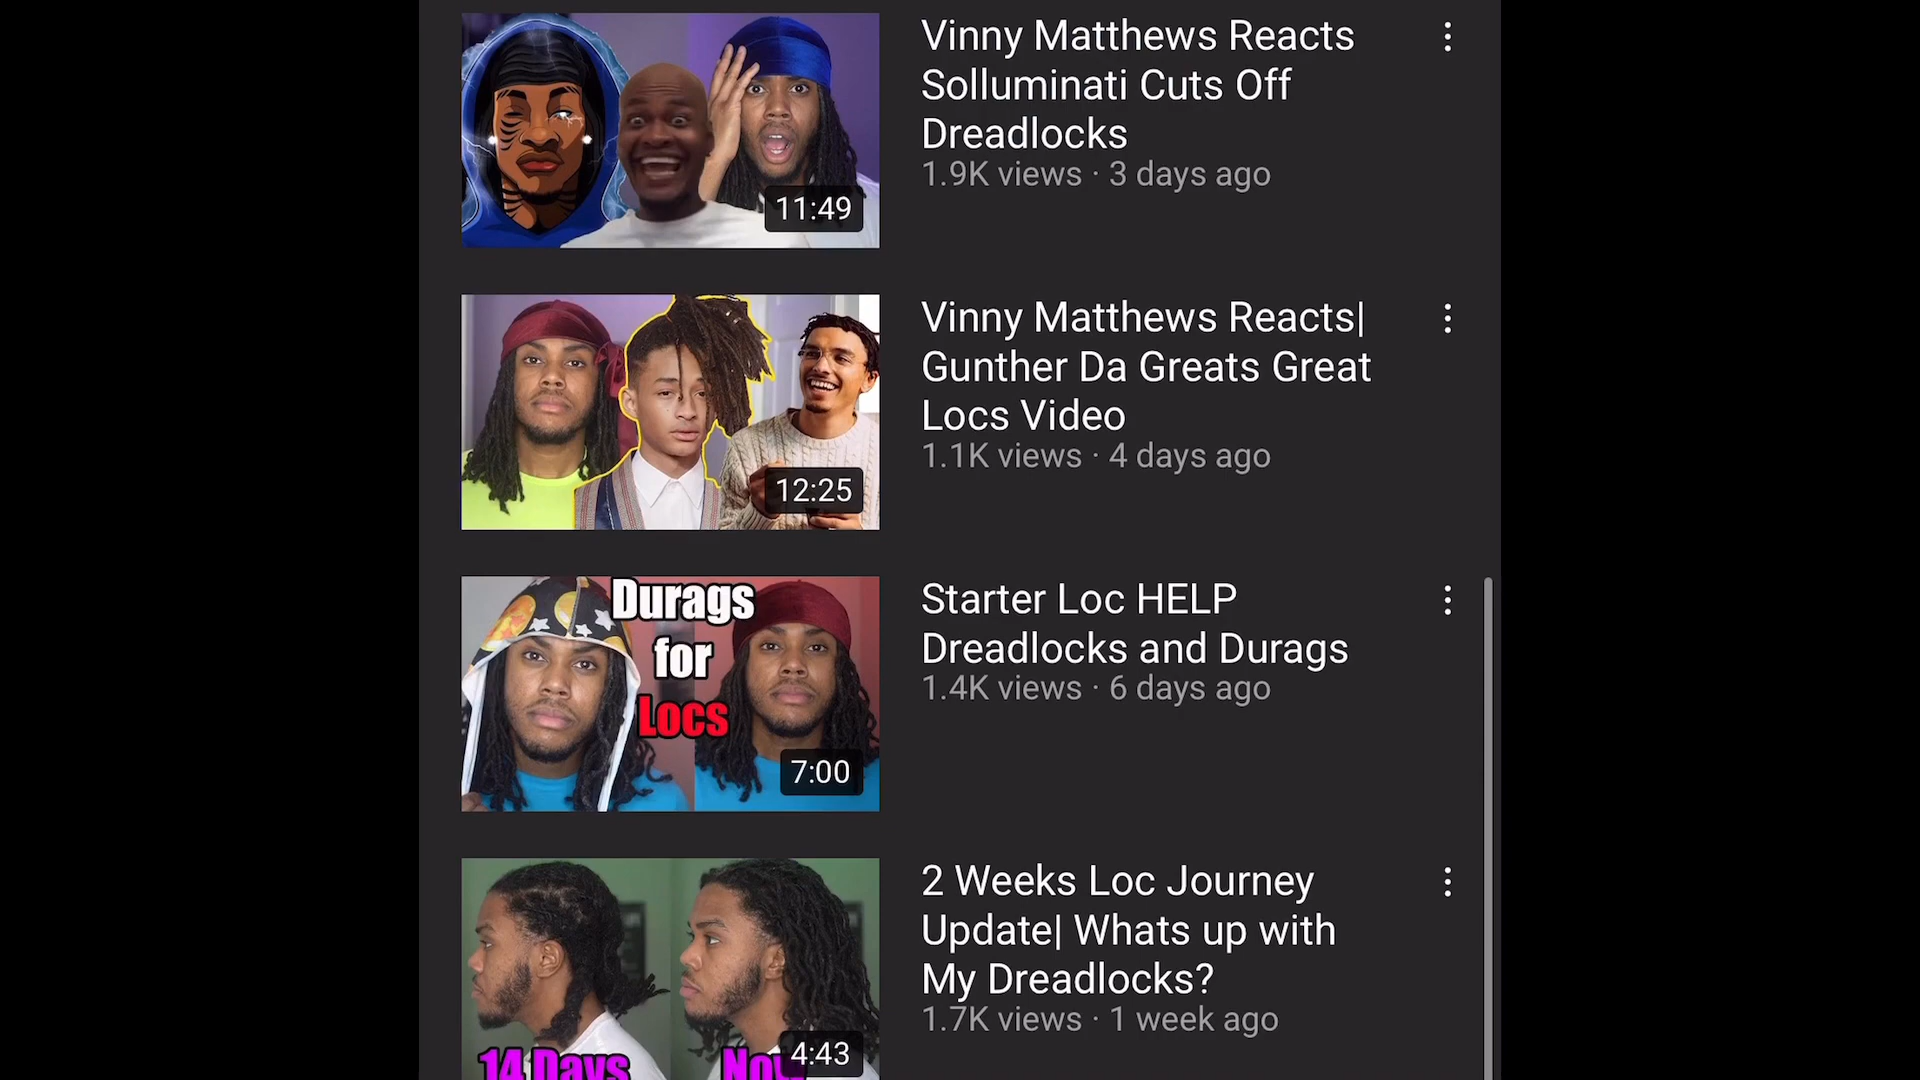 Vinny Matthews Reacts
Solluminati Cuts Off
Dreadlocks
1.9K views · 3 days ago
11:49
Vinny Matthews Reacts|
Gunther Da Greats Great
Locs Video
1.1K views · 4 days ago
12:25
Durags
for
Locs
7:00
Starter Loc HELP
Dreadlocks and Durags
1.4K views · 6 days ago
2 Weeks Loc Journey
Update| Whats up with
My Dreadlocks?
1.7K views · 1 week ago
14 Days
Now
4:43